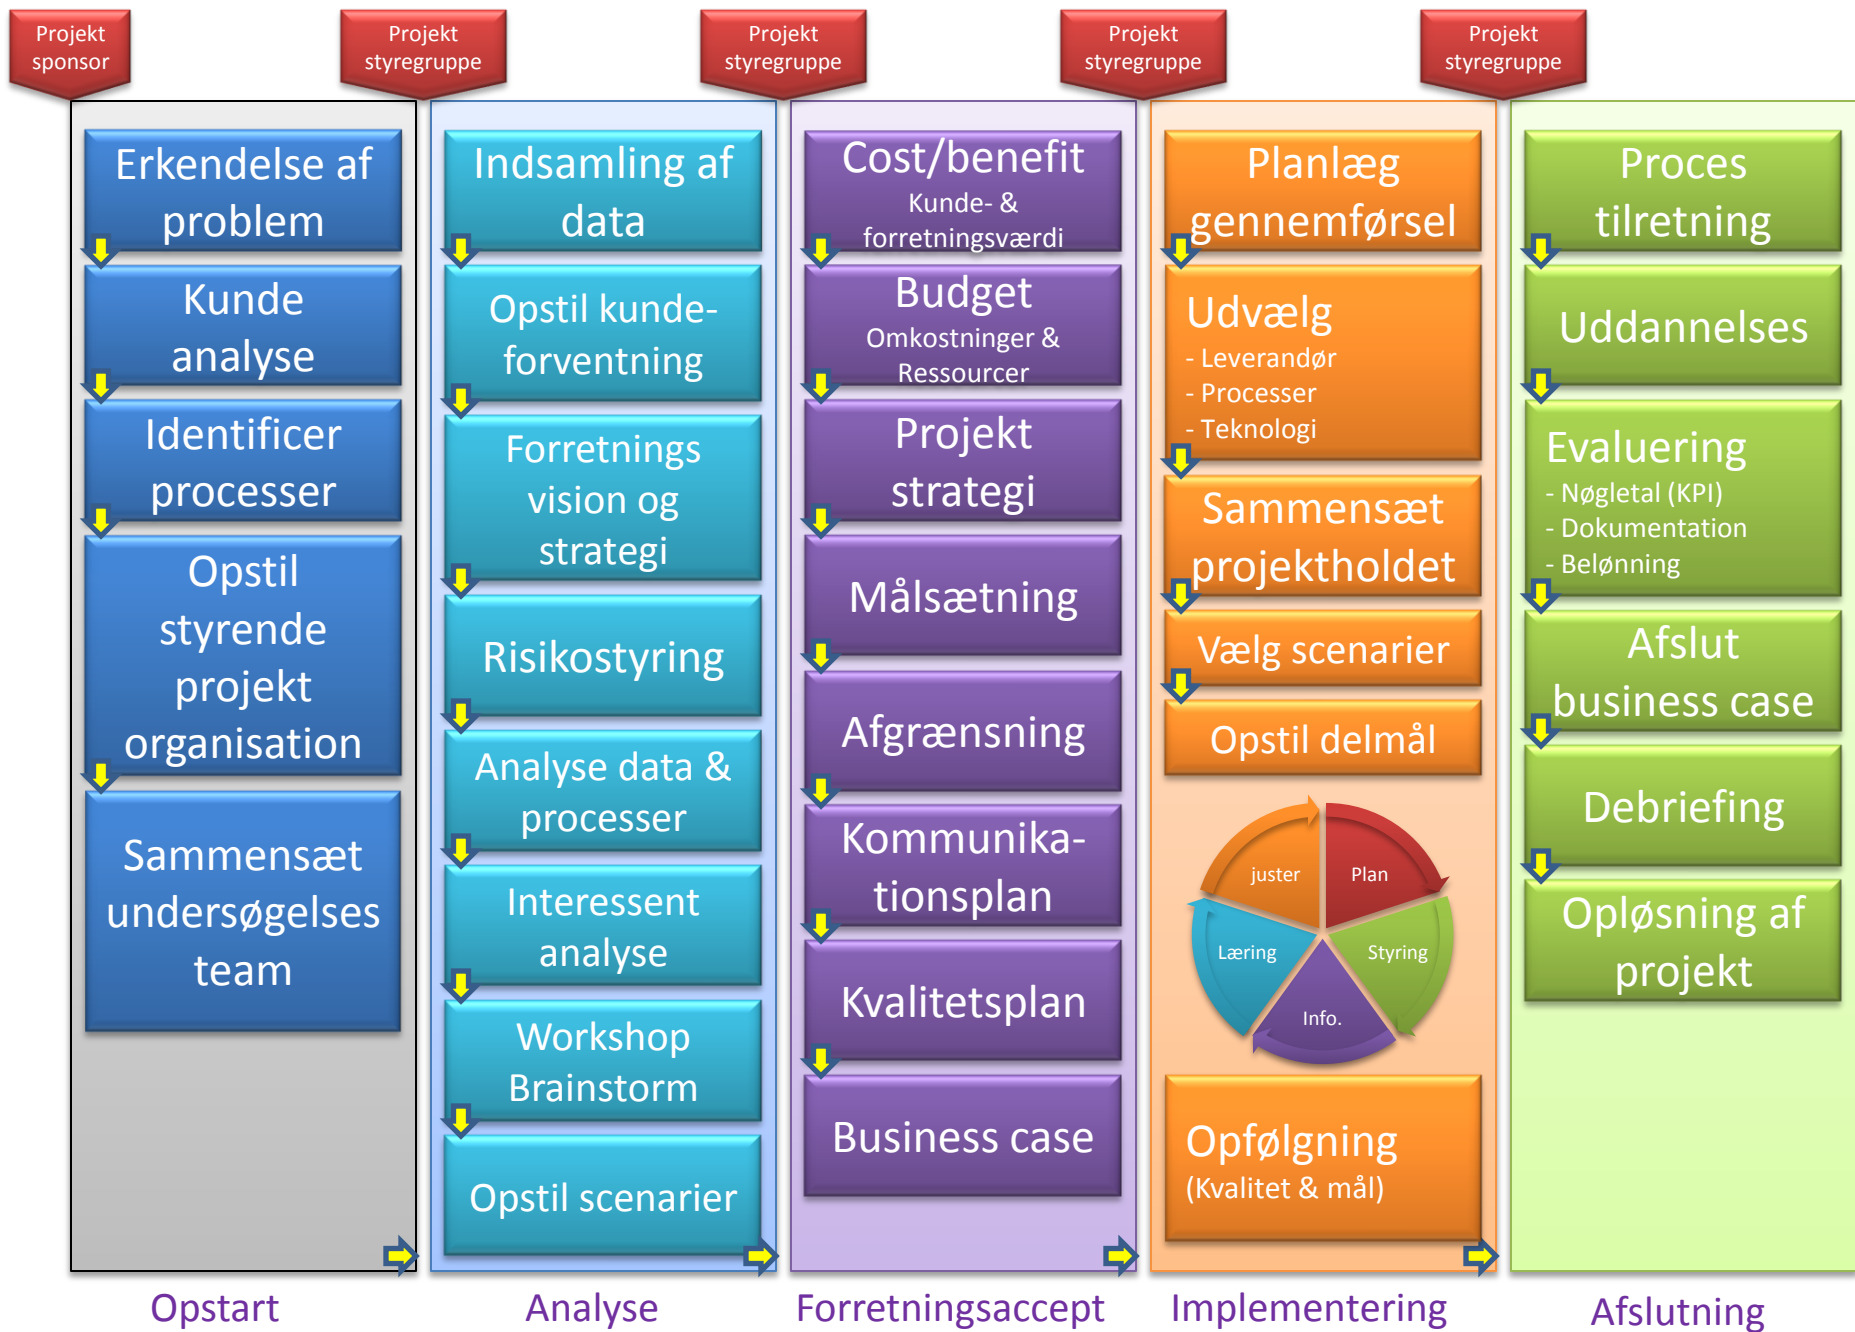 Projekt
sponsor
Projekt
styregruppe
Projekt
styregruppe
Projekt
styregruppe
Projekt
styregruppe
Erkendelse af
problem
Kunde
analyse
Identificer
processer
Opstil
styrende
projekt
organisation
Sammensæt
undersøgelses
team
Opstart
Indsamling af
data
Opstil kunde-
forventning
Forretnings
vision og
strategi
Risikostyring
Analyse data &
processer
Interessent
analyse
Workshop
Brainstorm
Opstil scenarier
Analyse
Cost/benefit
Kunde- &
forretningsværdi
Budget
Omkostninger &
Ressourcer
Projekt
strategi
Målsætning
Afgrænsning
Kommunika-
tionsplan
Kvalitetsplan
Business case
Forretningsaccept
Planlæg
gennemførsel
Udvælg
- Leverandør
- Processer
- Teknologi
Sammensæt
projektholdet
Vælg scenarier
Opstil delmål
juster
Plan
Læring
Styring
Info.
Opfølgning
(Kvalitet & mål)
Implementering
Proces
tilretning
Uddannelses
Evaluering
- Nøgletal (KPI)
- Dokumentation
- Belønning
Afslut
business case
Debriefing
Opløsning af
projekt
Afslutning